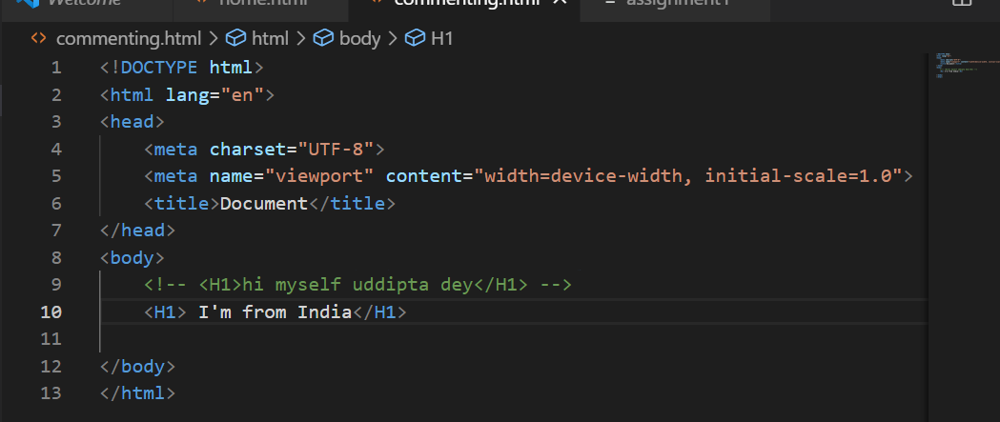 Welcome home.html commenting.html assignment1
commenting.html > html > body > H1
1 <!DOCTYPE html>
2 <html lang="en">
3 <head>
4     <meta charset="UTF-8">
5     <meta name="viewport" content="width=device-width, initial-scale=1.0">
6     <title>Document</title>
7 </head>
8 <body>
9     <!-- <H1>hi myself uddipta dey</H1> -->
10     <H1> I'm from India</H1>
11
12 </body>
13 </html>